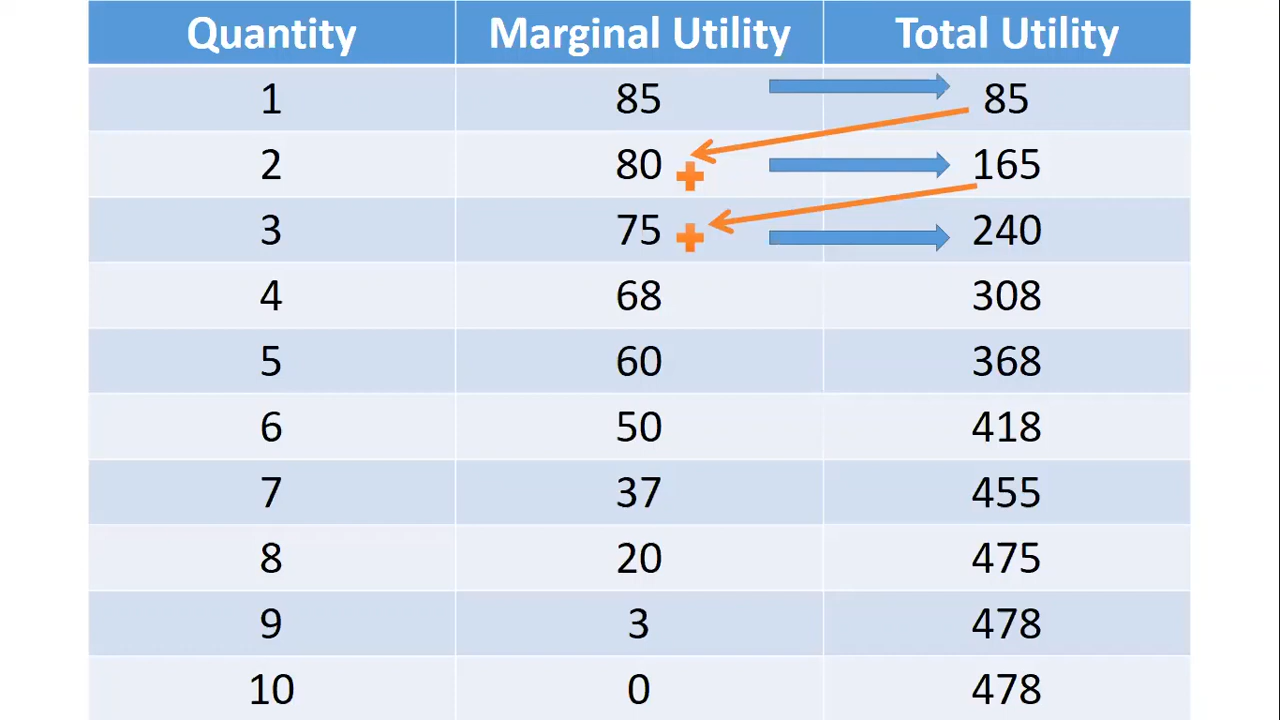 Quantity Marginal Utility Total Utility
1 85 85
2 80 + 165
3 75 + 240
4 68 308
5 60 368
6 50 418
7 37 455
8 20 475
9 3 478
10 0 478